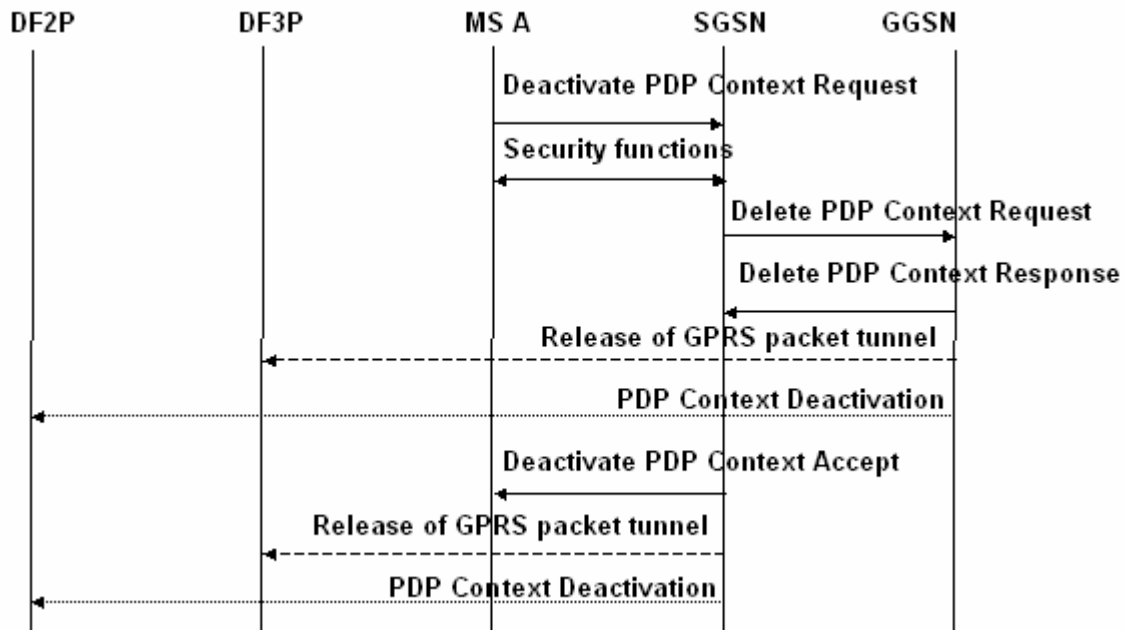 DF2P DF3P MS A SGSN GGSN
Deactivate PDP Context Request
Security functions
Delete PDP Context Request
Delete PDP Context Response
Release of GPRS packet tunnel
PDP Context Deactivation
Deactivate PDP Context Accept
Release of GPRS packet tunnel
PDP Context Deactivation